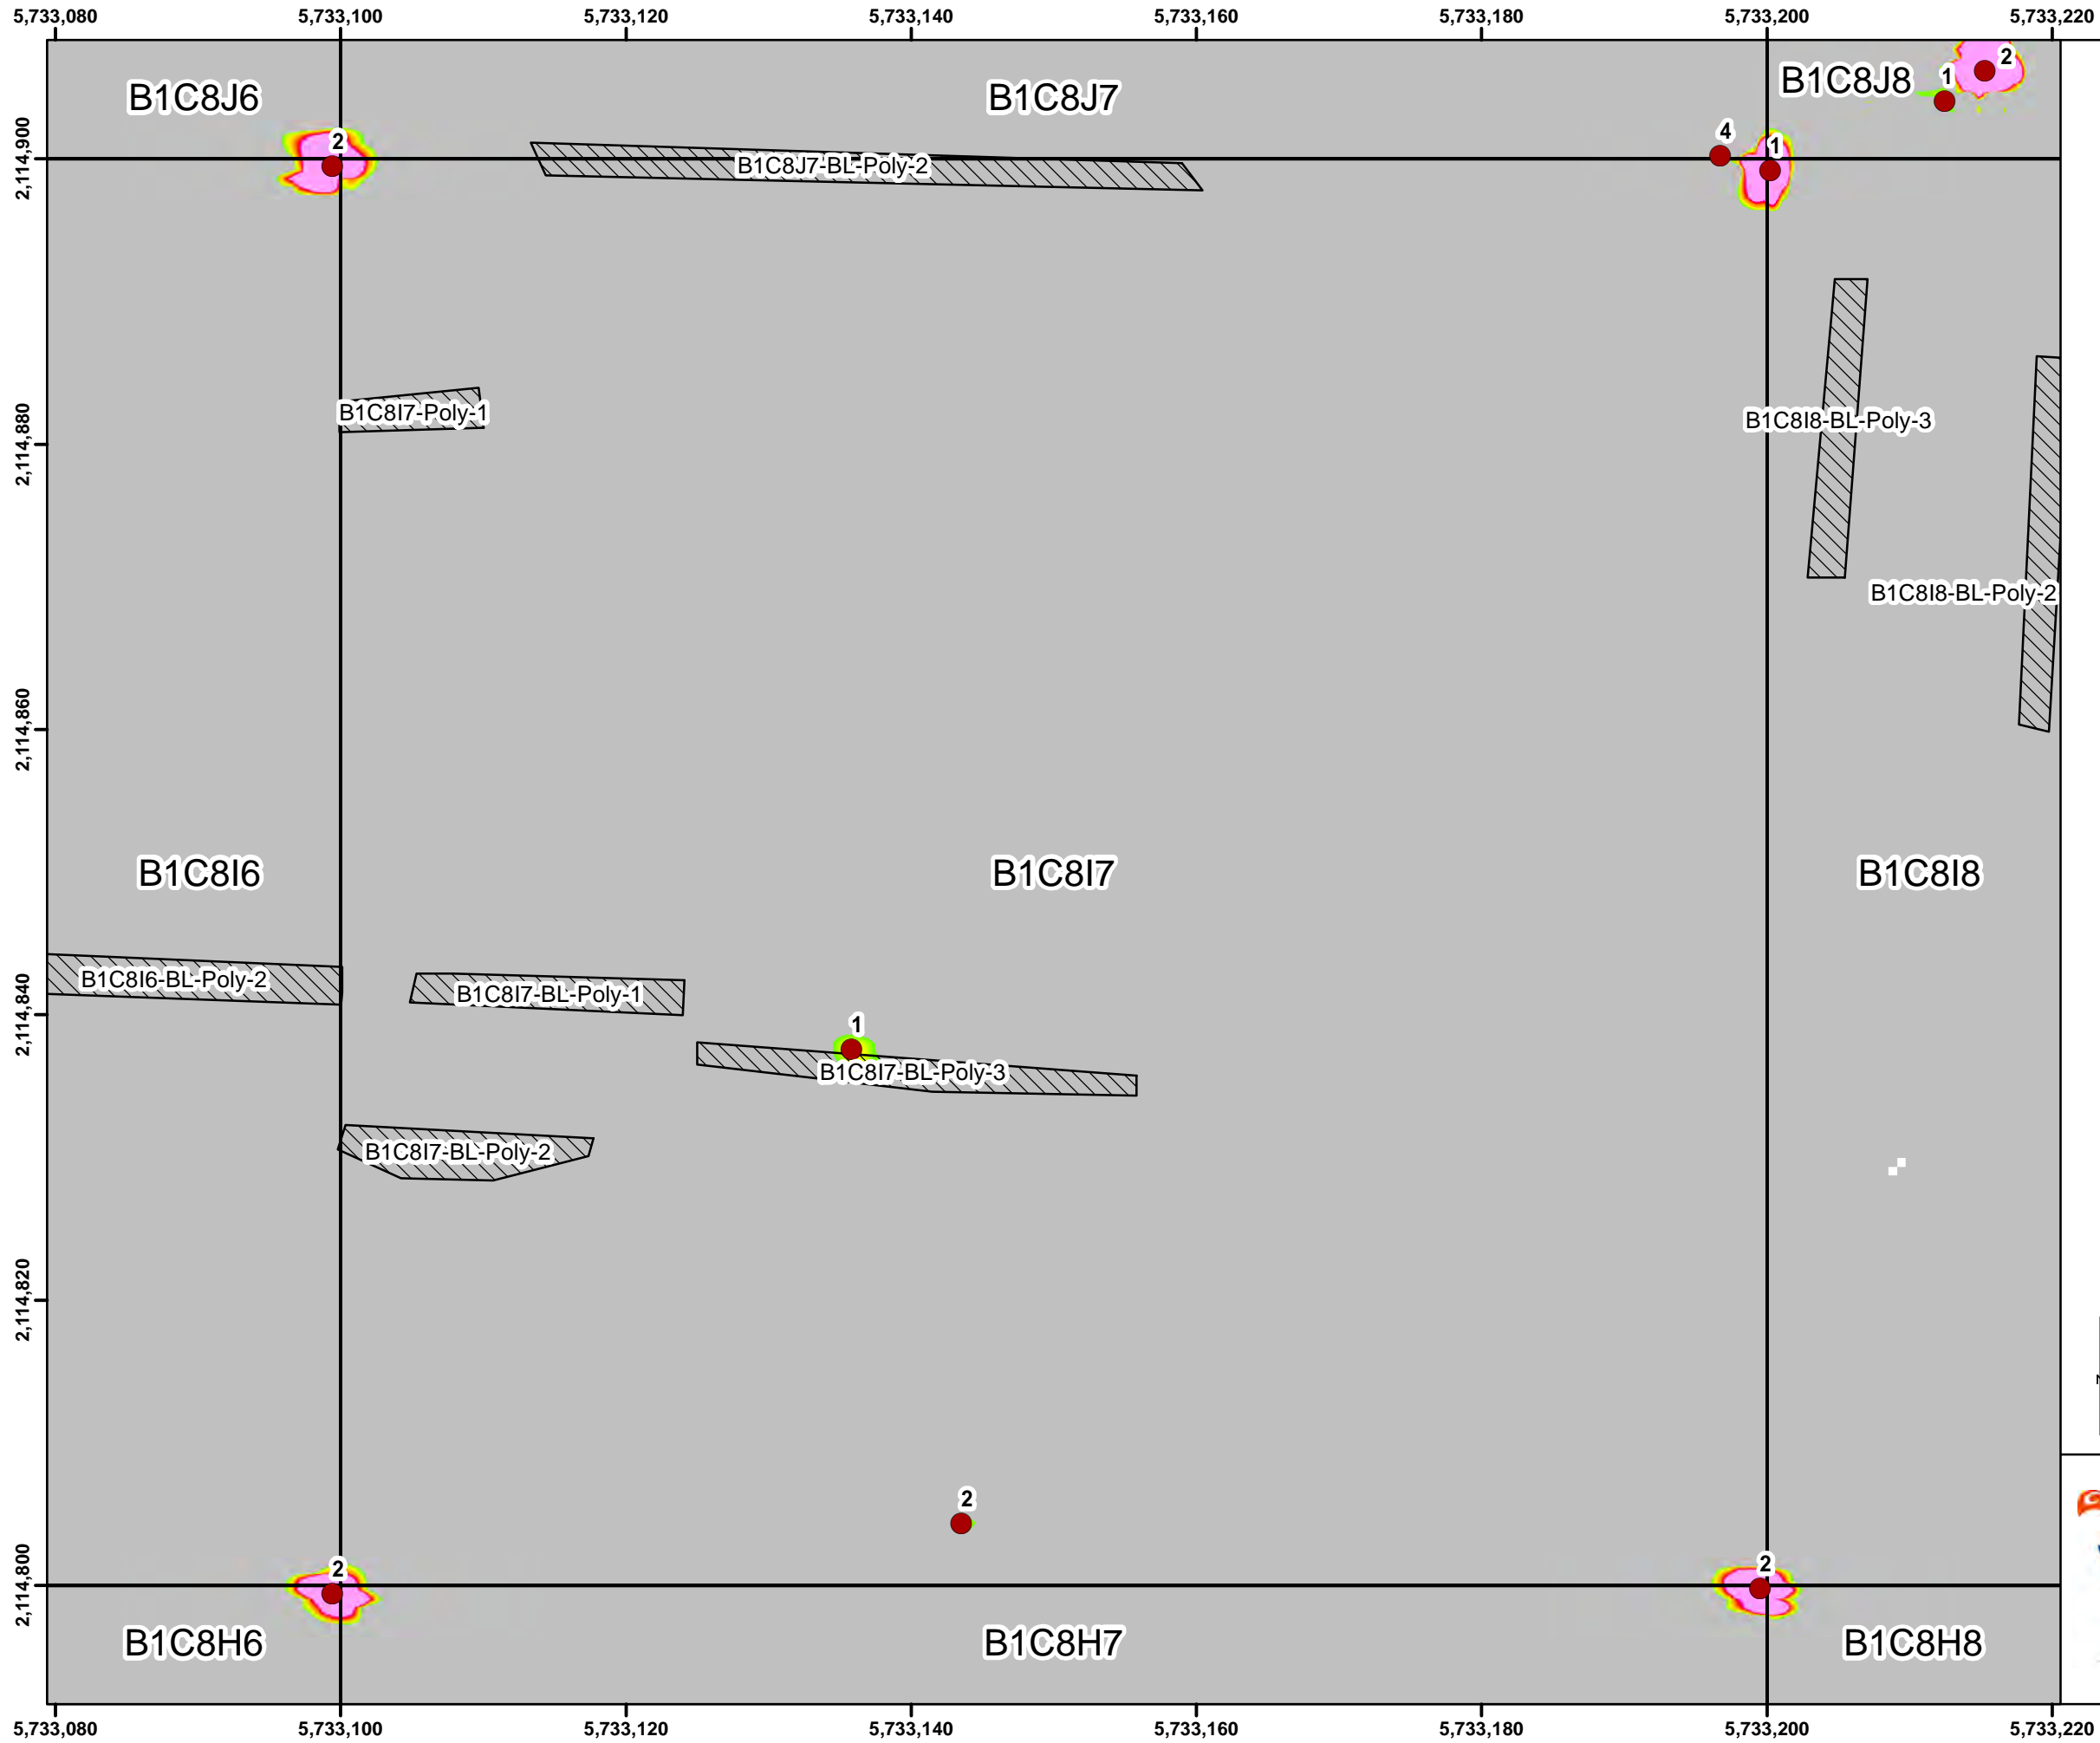 5,733,080 5,733,100 5,733,120 5,733,140 5,733,160 5,733,180 5,733,200 5,733,220
B1C8J6 B1C8J7 B1C8J8 1 2
2,114,900
2 B1C8J7-BL-Poly-2 4 1
B1C8I7-Poly-1
2,114,880
B1C8I8-BL-Poly-3
B1C8I8-BL-Poly-2
2,114,860
B1C8I6 B1C8I7 B1C8I8
B1C8I6-BL-Poly-2 B1C8I7-BL-Poly-1
2,114,840
1
B1C8I7-BL-Poly-3
B1C8I7-BL-Poly-2
2,114,820
2
2,114,800
2 2
B1C8H6 B1C8H7 B1C8H8
5,733,080 5,733,100 5,733,120 5,733,140 5,733,160 5,733,180 5,733,200 5,733,220